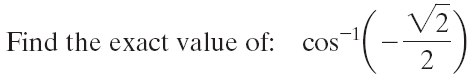 Find the exact value of: cos⁻¹(−√2/2)